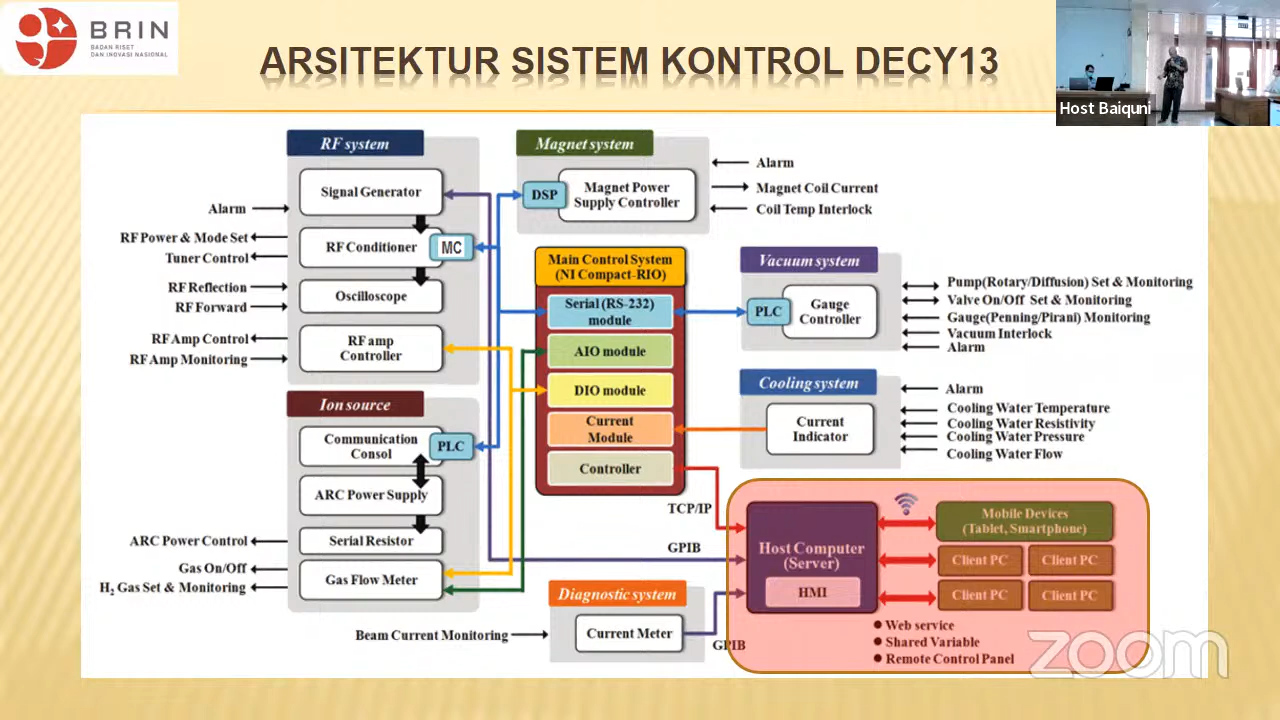 BRIN
BADAN RISET
DAN INOVASI NASIONAL
ARSITEKTUR SISTEM KONTROL DECY13
Host Baiquni
RF system
Signal Generator
RF Conditioner
MC
Oscilloscope
RF amp
Controller
Alarm
RF Power & Mode Set
Tuner Control
RF Reflection
RF Forward
RF Amp Control
RF Amp Monitoring
Ion source
Communication
Consol
PLC
ARC Power Supply
Serial Resistor
Gas Flow Meter
ARC Power Control
Gas On/Off
H2 Gas Set & Monitoring
Magnet system
DSP
Magnet Power
Supply Controller
Alarm
Magnet Coil Current
Coil Temp Interlock
Main Control System
(NI Compact-RIO)
Serial (RS-232)
module
AIO module
DIO module
Current
Module
Controller
Vacuum system
PLC
Gauge
Controller
Pump(Rotary/Diffusion) Set & Monitoring
Valve On/Off Set & Monitoring
Gauge(Penning/Pirani) Monitoring
Vacuum Interlock
Alarm
Cooling system
Current
Indicator
Alarm
Cooling Water Temperature
Cooling Water Resistivity
Cooling Water Pressure
Cooling Water Flow
TCP/IP
GPIB
Host Computer
(Server)
HMI
Mobile Devices
(Tablet, Smartphone)
Client PC
Client PC
Client PC
Client PC
Web service
Shared Variable
Remote Control Panel
Diagnostic system
Current Meter
Beam Current Monitoring
GPIB
zoom